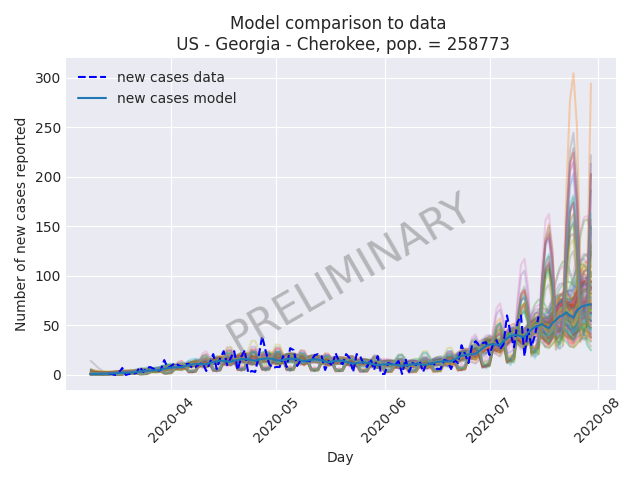 Model comparison to data
US - Georgia - Cherokee, pop. = 258773
new cases data
new cases model
PRELIMINARY
Number of new cases reported
300
250
200
150
100
50
0
2020-04
2020-05
2020-06
2020-07
2020-08
Day